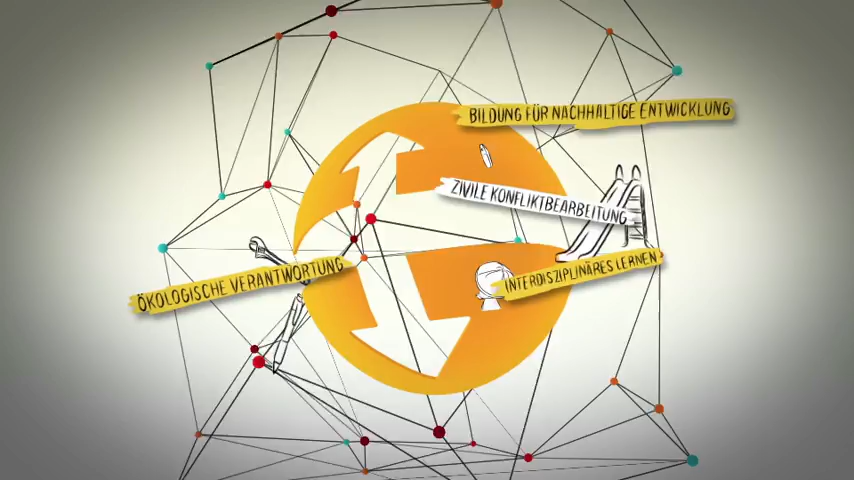 BILDUNG FÜR NACHHALTIGE ENTWICKLUNG
ZIVILE KONFLIKTBEARBEITUNG
INTERDISZIPLINÄRES LERNEN
ÖKOLOGISCHE VERANTWORTUNG